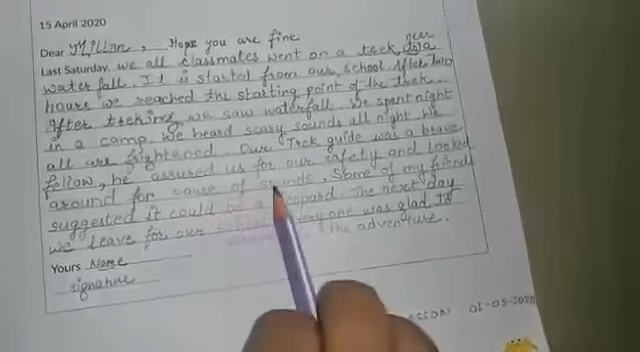 15 April 2020
Dear Millan, Hope you are fine
near
Last Saturday, we all classmates went on a trek to a
water fall. It is started from our school. After two
hours we reached the starting point of the trek.
After treking we saw waterfall. We spent night
in a camp. We heard scary sounds all night. We
all are frightened. Our Trek guide was a brave
fellow, he assured us for our safety and looked
around for cause of sounds. Some of my friends
suggested it could be a leopard. The next day
we leave for our one was glad to
the adventure.
Yours Name
signature
: 01-05-2020